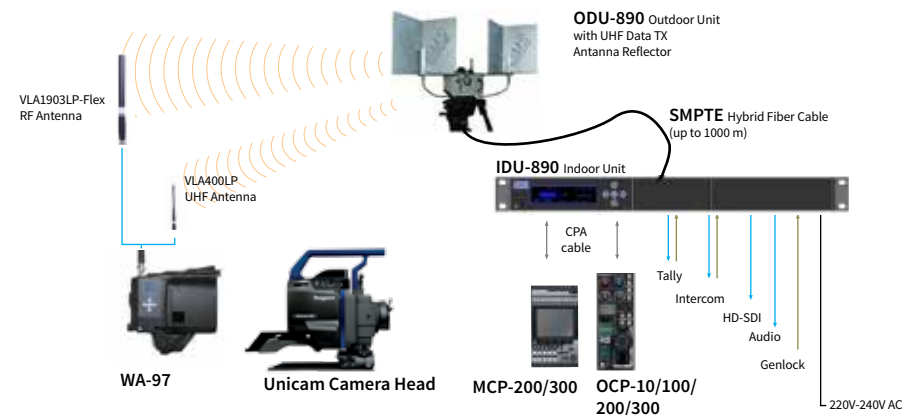 ODU-890 Outdoor Unit
with UHF Data TX
Antanna Reflector
VLA1903LP-Flex
RF Antenna
SMPTE Hybrid Fiber Cable
(up to 1000 m)
VLA400LP
UHF Antenna
IDU-890 Indoor Unit
CPA
cable
Tally
Intercom
HD-SDI
Audio
Genlock
WA-97
Unicam Camera Head
MCP-200/300
OCP-10/100/
200/300
220V-240V AC